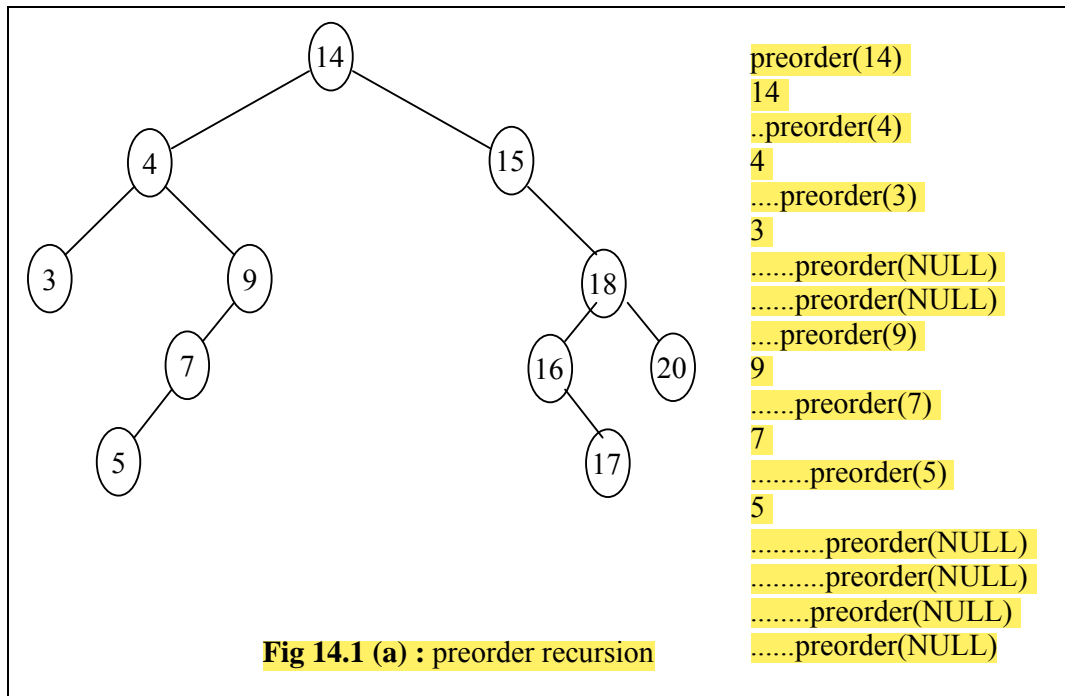 14
4
15
3
9
18
7
16
20
5
17
preorder(14)
14
..preorder(4)
4
....preorder(3)
3
......preorder(NULL)
......preorder(NULL)
....preorder(9)
9
......preorder(7)
7
........preorder(5)
5
..........preorder(NULL)
..........preorder(NULL)
........preorder(NULL)
......preorder(NULL)
Fig 14.1 (a) : preorder recursion